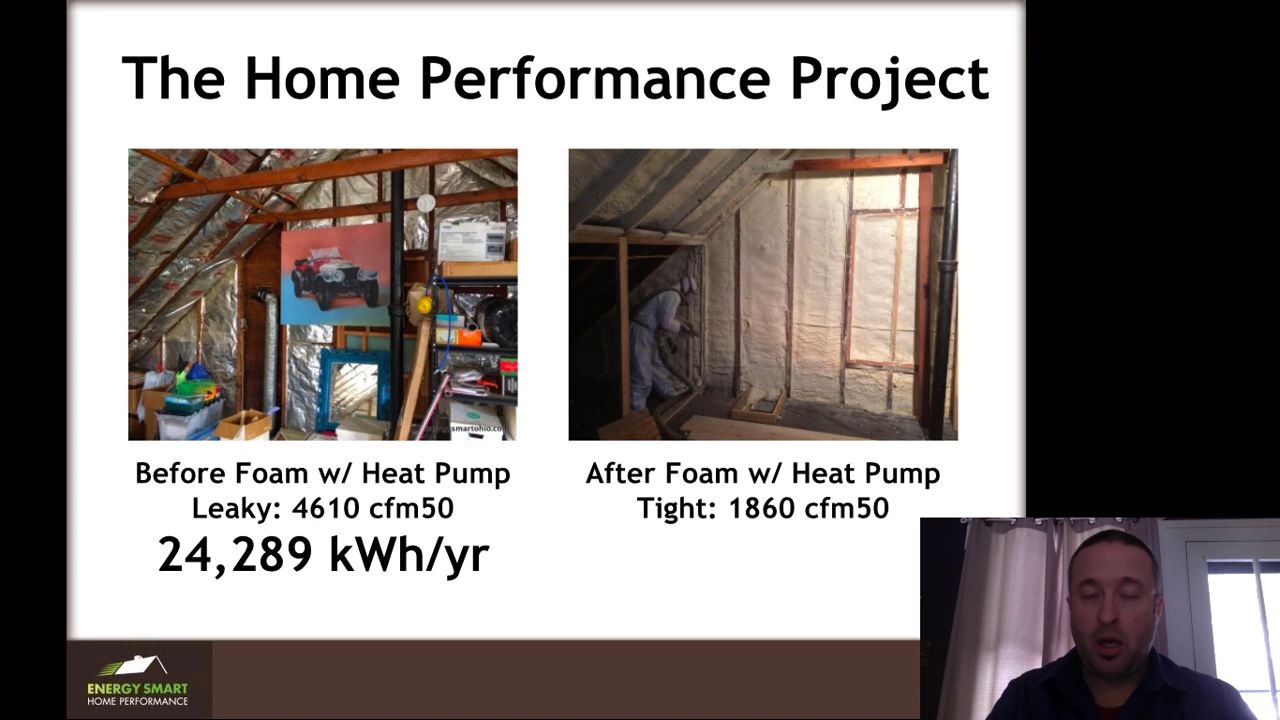 The Home Performance Project
Before Foam w/ Heat Pump
Leaky: 4610 cfm50
24,289 kWh/yr
After Foam w/ Heat Pump
Tight: 1860 cfm50
ENERGY SMART
HOME PERFORMANCE